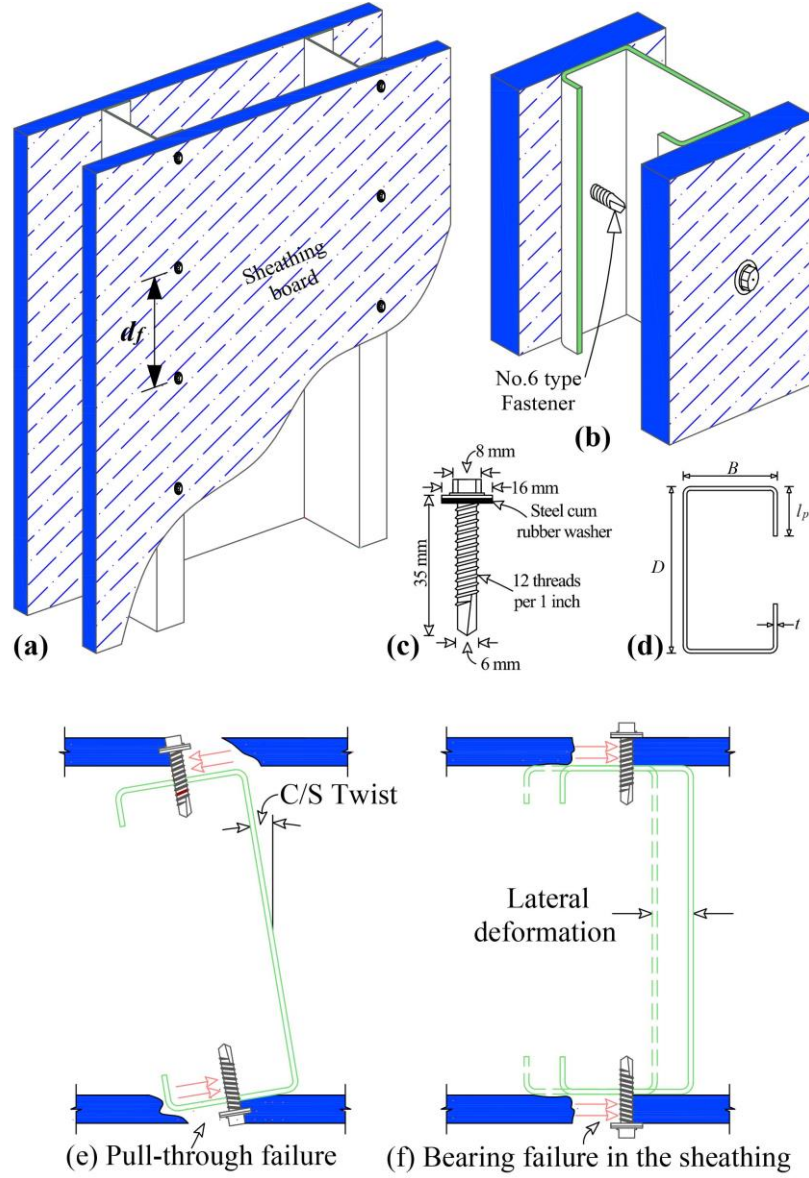 Sheathing
board
d_f
(a)
No.6 type
Fastener
(b)
8 mm
16 mm
Steel cum
rubber washer
35 mm
12 threads
per 1 inch
6 mm
(c)
B
l_p
D
t
(d)
C/S Twist
(e) Pull-through failure
Lateral
deformation
(f) Bearing failure in the sheathing